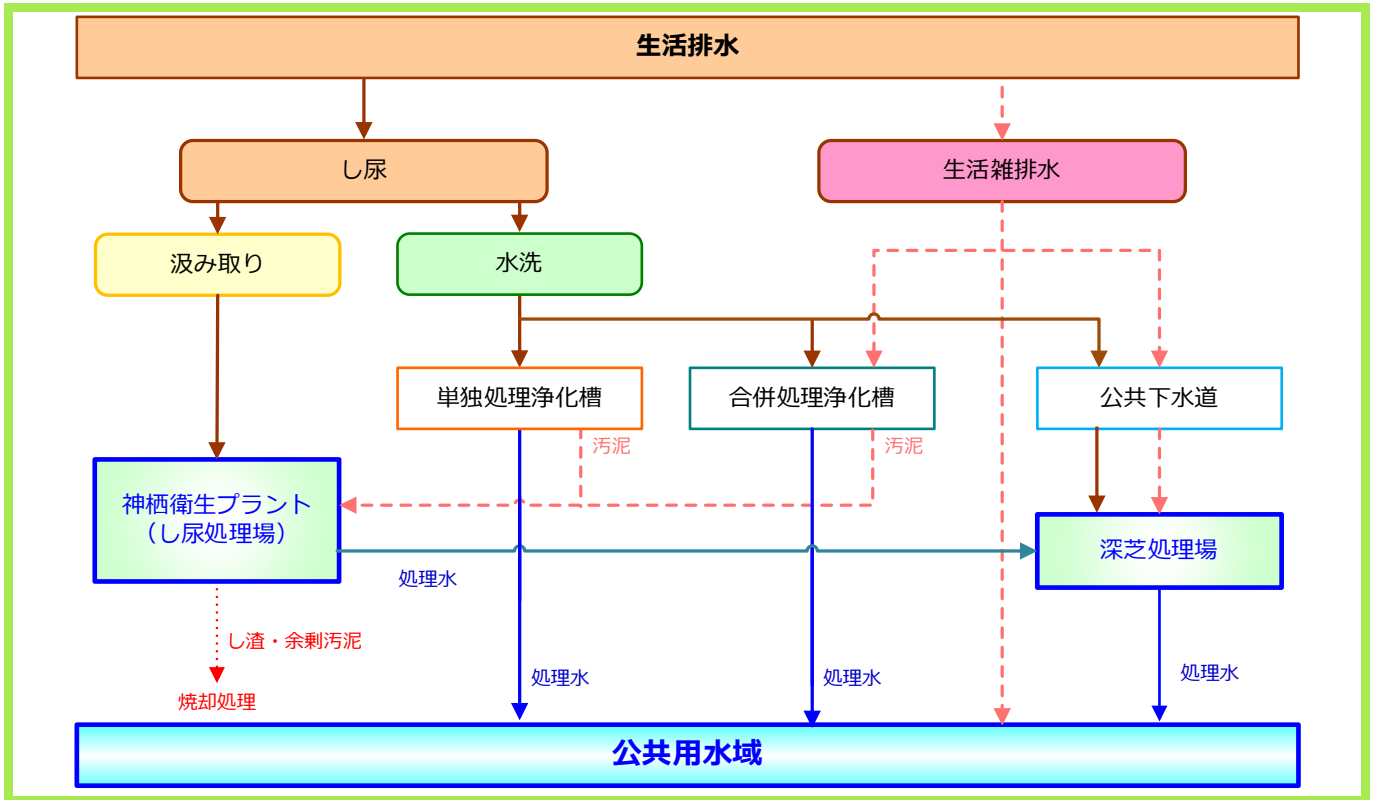 生活排水
し尿
生活雑排水
汲み取り
水洗
単独処理浄化槽
合併処理浄化槽
公共下水道
汚泥
汚泥
神栖衛生プラント
（し尿処理場）
深芝処理場
処理水
し渣・余剰汚泥
処理水
処理水
処理水
焼却処理
公共用水域